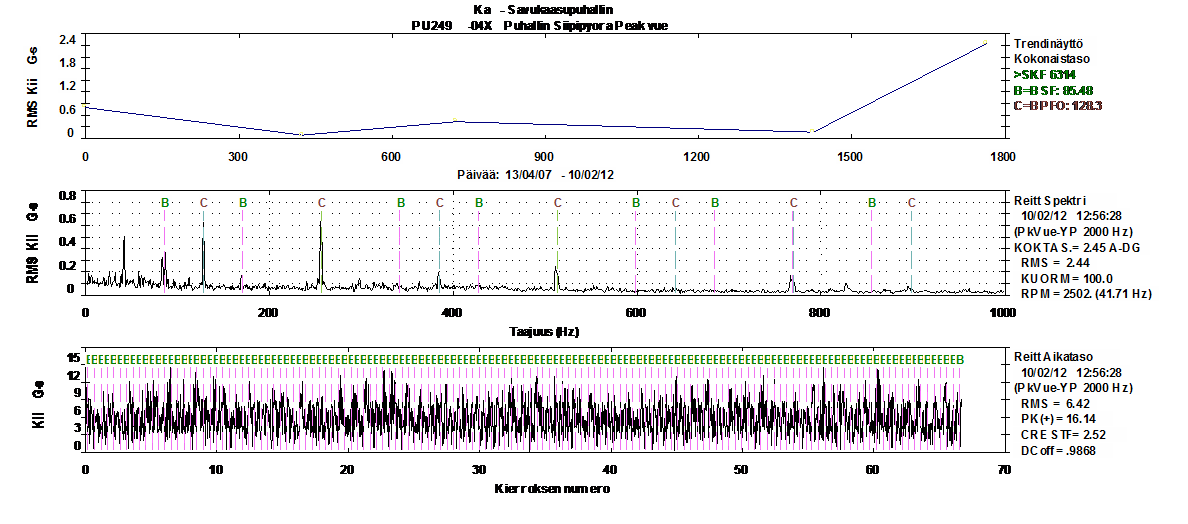 Ka - Savukaasupuhallin
PU249 -04X Puhallin Siipipyora Peakvue
RMS Kii G-s
2.4
1.8
1.2
0.6
0
0 300 600 900 1200 1500 1800
Päivää: 13/04/07 - 10/02/12
Trendinäyttö
Kokonaistaso
>SKF 6314
B=BSF: 85.48
C=BPFO: 128.3
RMS Kii G-s
0.8
0.6
0.4
0.2
0
B C B C B C B C B C B C B C
0 200 400 600 800 1000
Taajuus (Hz)
Reitt Spektri
10/02/12 12:56:28
(PkVue-YP 2000 Hz)
KOKTAS.= 2.45 A-DG
RMS = 2.44
KUORM = 100.0
RPM = 2502. (41.71 Hz)
Kii G-s
15
12
9
6
3
0
0 10 20 30 40 50 60 70
Kierroksen numero
Reitt Aikataso
10/02/12 12:56:28
(PkVue-YP 2000 Hz)
RMS = 6.42
PK(+) = 16.14
CRESTF= 2.52
DCoff = .9868